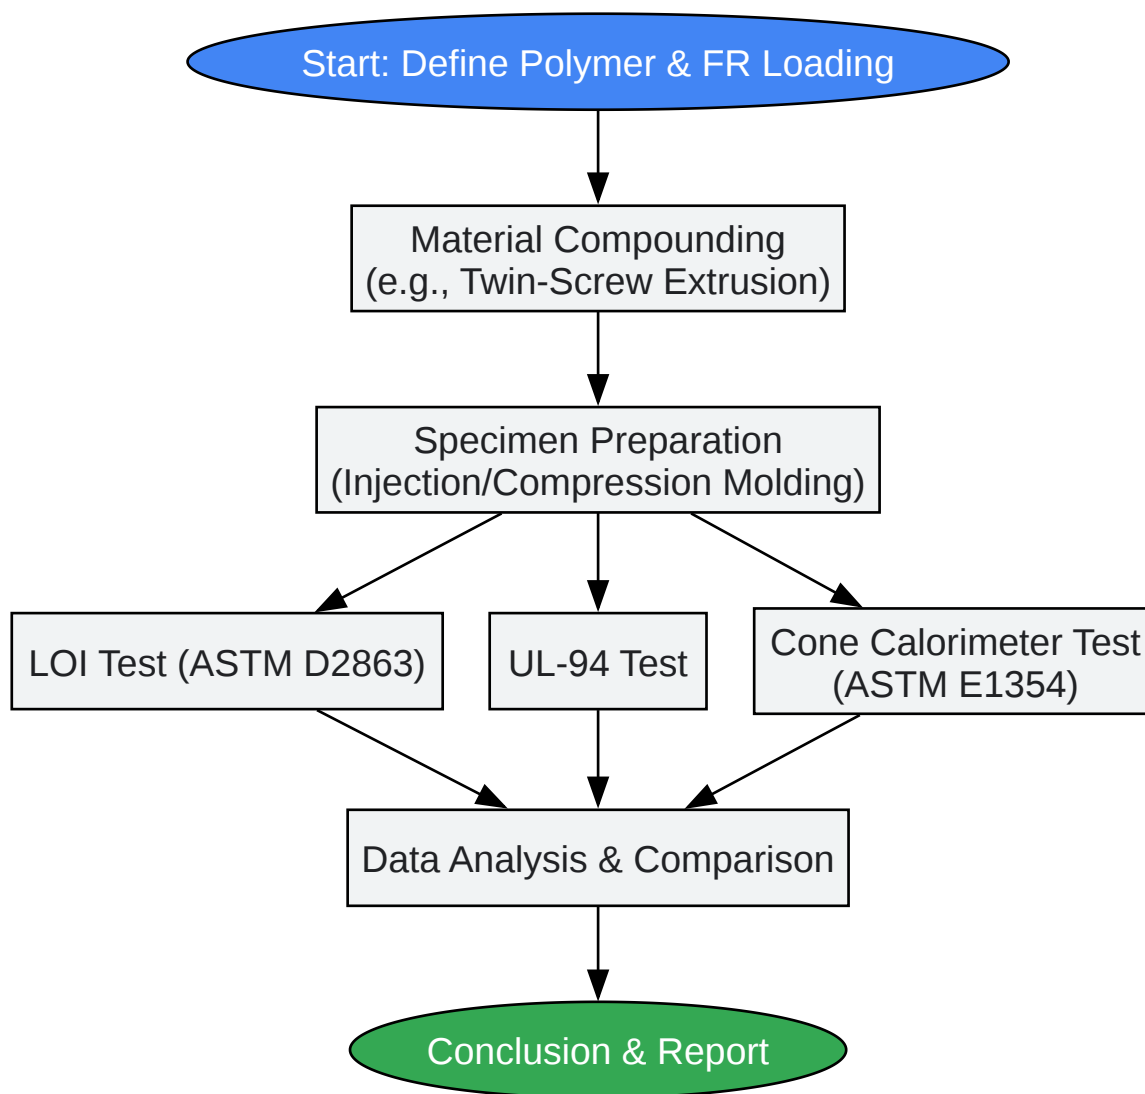 Start: Define Polymer & FR Loading
Material Compounding
(e.g., Twin-Screw Extrusion)
Specimen Preparation
(Injection/Compression Molding)
LOI Test (ASTM D2863)
UL-94 Test
Cone Calorimeter Test
(ASTM E1354)
Data Analysis & Comparison
Conclusion & Report